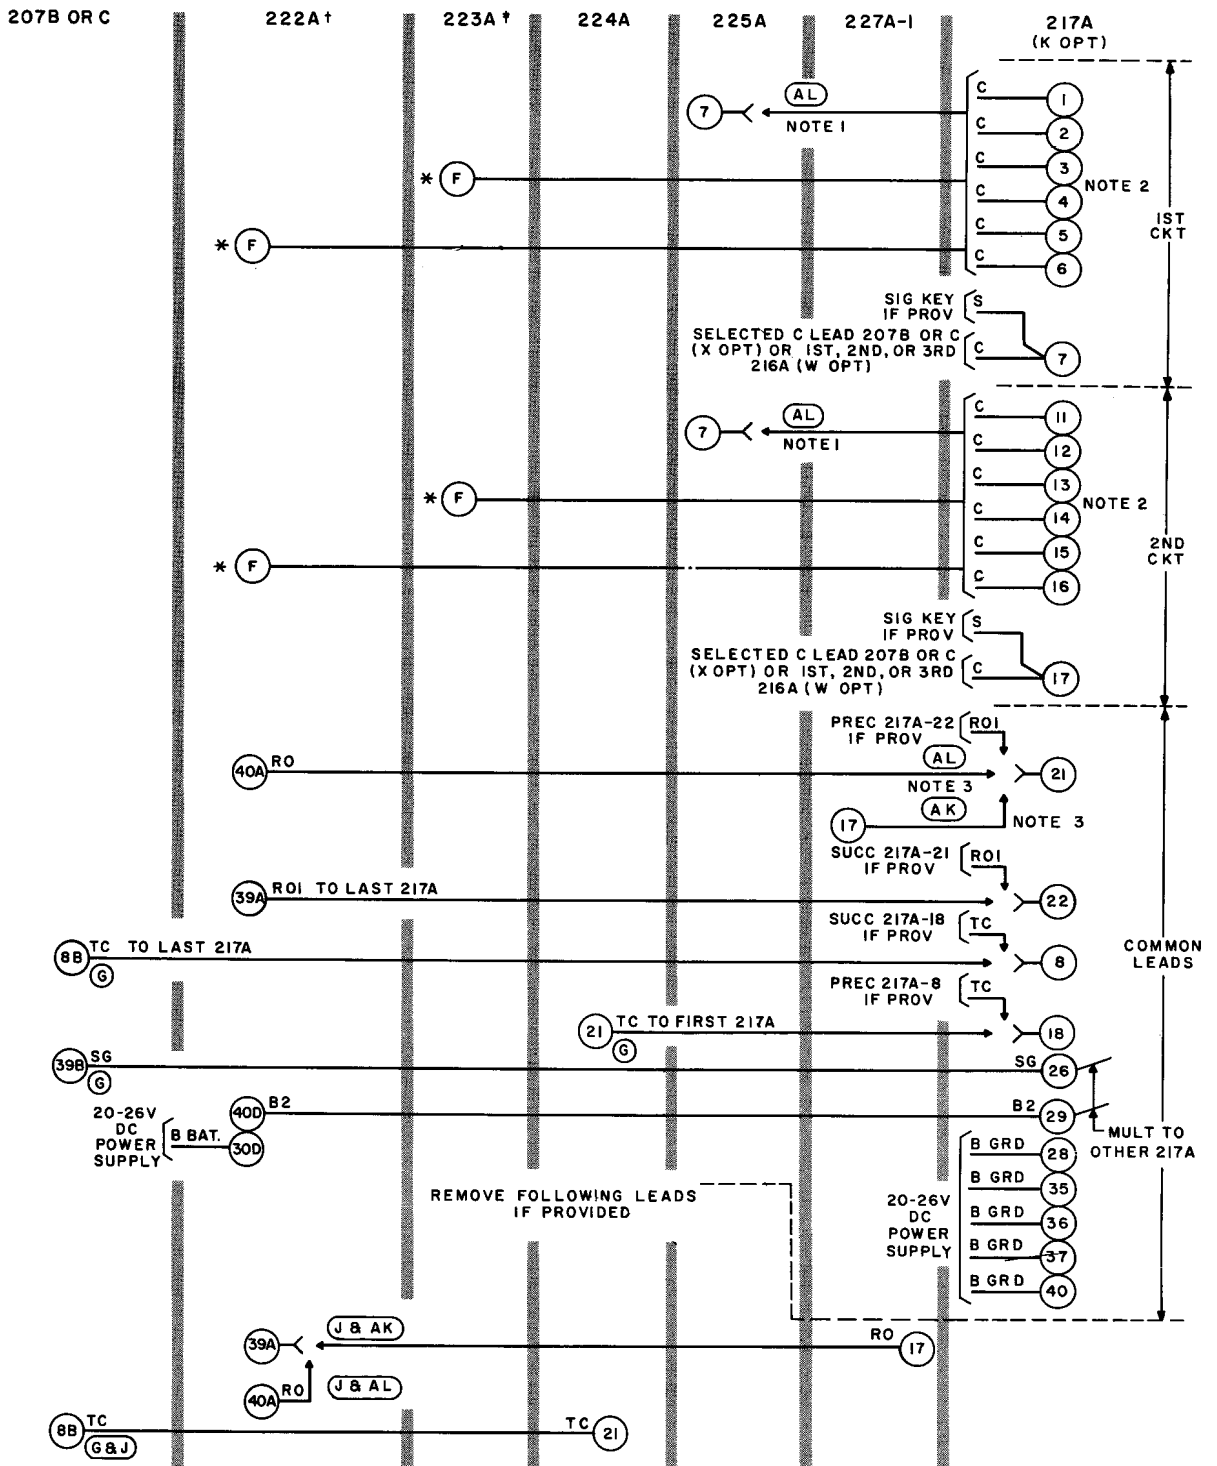 207B OR C 222A† 223A† 224A 225A 227A-1 217A
(K OPT)
AL
7
NOTE 1
C 1
C 2
C 3
* F
NOTE 2
C 4
1ST
CKT
C 5
* F
C 6
SIG KEY
IF PROV
S
SELECTED C LEAD 207B OR C
(X OPT) OR 1ST, 2ND, OR 3RD
216A (W OPT)
C 7
AL
7
NOTE 1
C 11
C 12
C 13
* F
NOTE 2
C 14
2ND
CKT
C 15
* F
C 16
SIG KEY
IF PROV
S
SELECTED C LEAD 207B OR C
(X OPT) OR 1ST, 2ND, OR 3RD
216A (W OPT)
C 17
PREC 217A-22
IF PROV
RO1
40A RO
AL
21
NOTE 3
AK
17
NOTE 3
SUCC 217A-21
IF PROV
RO1
39A RO1 TO LAST 217A
22
SUCC 217A-18
IF PROV
TC
8B TC TO LAST 217A
G
8
COMMON
LEADS
PREC 217A-8
IF PROV
TC
21 TC TO FIRST 217A
G
18
39B SG
G
SG 26
40D B2
B2 29
20-26V
DC
POWER
SUPPLY
B BAT. 30D
MULT TO
OTHER 217A
B GRD 28
B GRD 35
B GRD 36
B GRD 37
B GRD 40
20-26V
DC
POWER
SUPPLY
REMOVE FOLLOWING LEADS
IF PROVIDED
J & AK
39A
RO 17
40A RO
J & AL
8B TC
G & J
TC 21